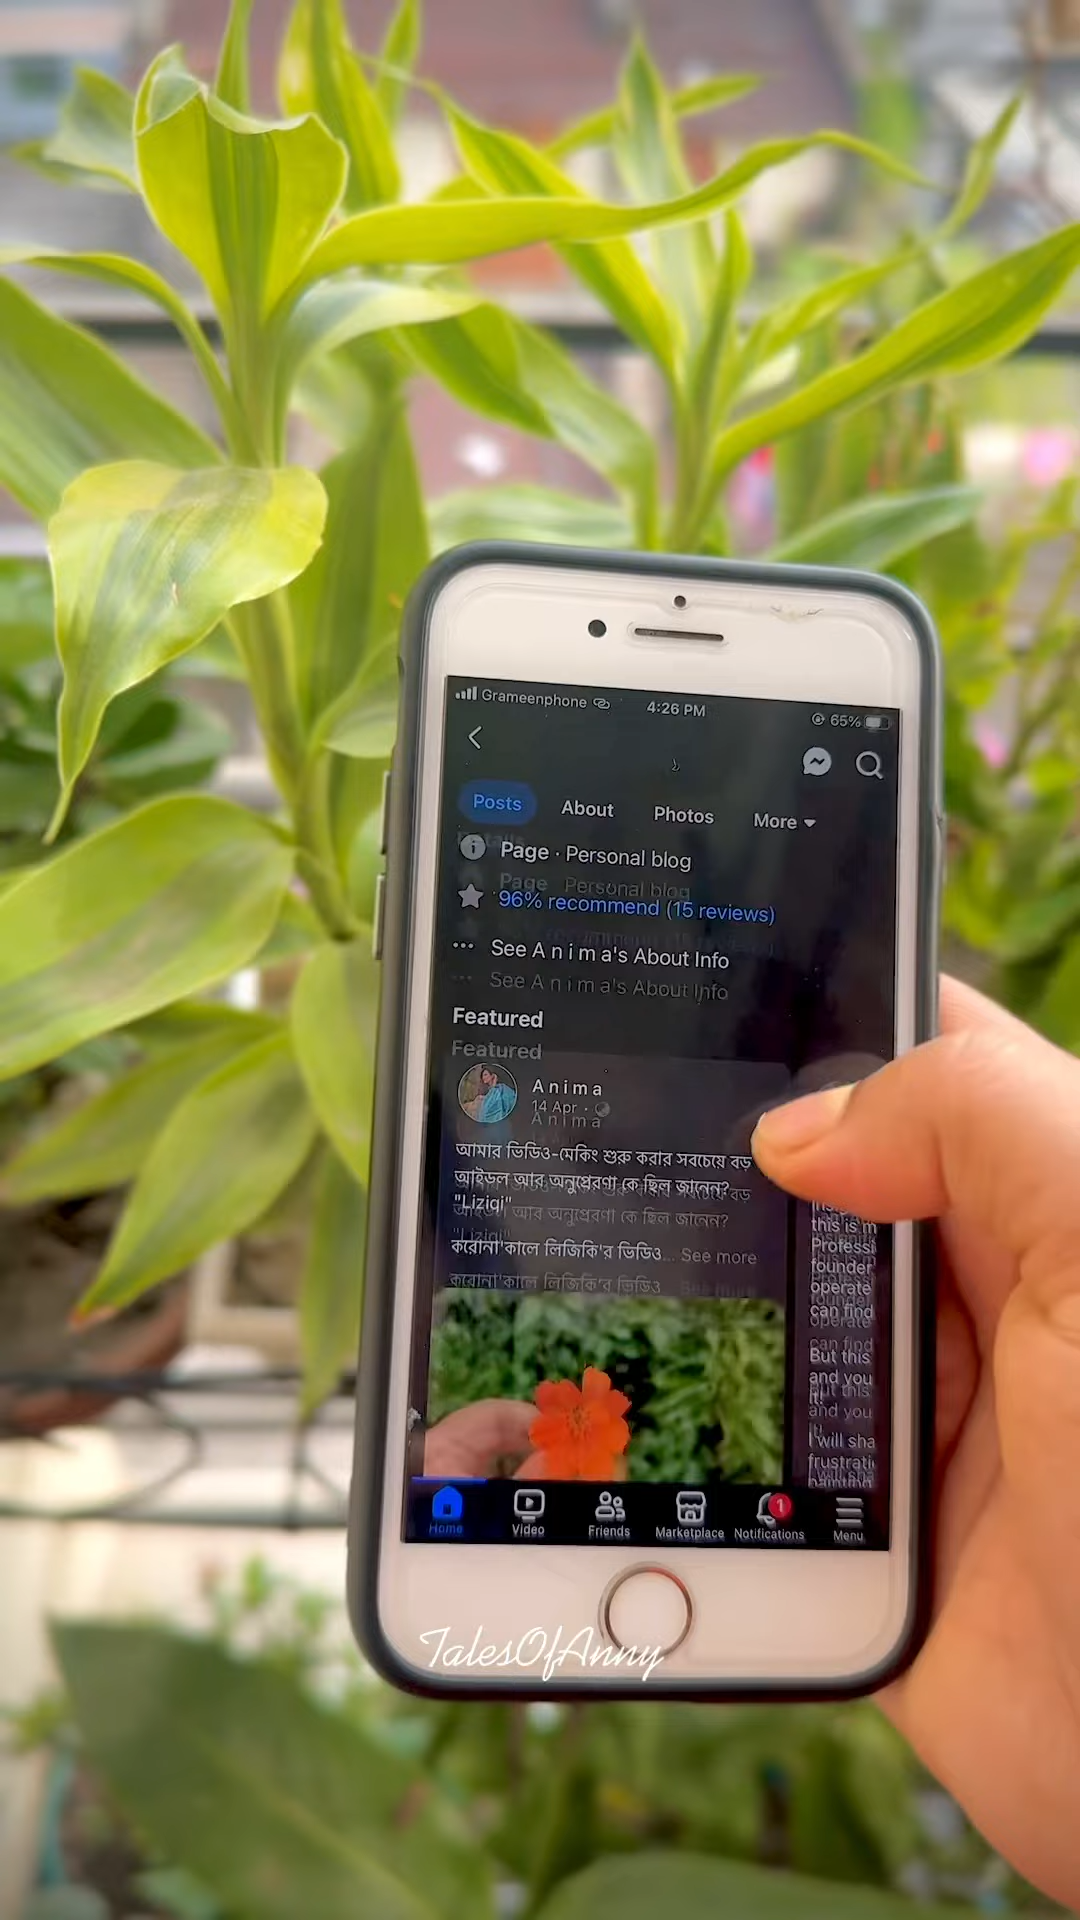 Grameenphone 4:26 PM 65%
Posts About Photos More
Page · Personal blog
96% recommend (15 reviews)
See A n i m a's About Info
Featured
A n i m a
14 Apr ·
আমার ভিডিও-মেকিং শুরু করার সবচেয়ে বড়
আইডল আর অনুপ্রেরণা কে ছিল জানেন?
"Liziqi"
করোনা'কালে লিজিকি'র ভিডিও... See more
this is m
Professi
founder
operate
can find
But this
and you
it!
I will sha
frustrati
painting
Home Video Friends Marketplace Notifications 1 Menu
TalesOfAnny